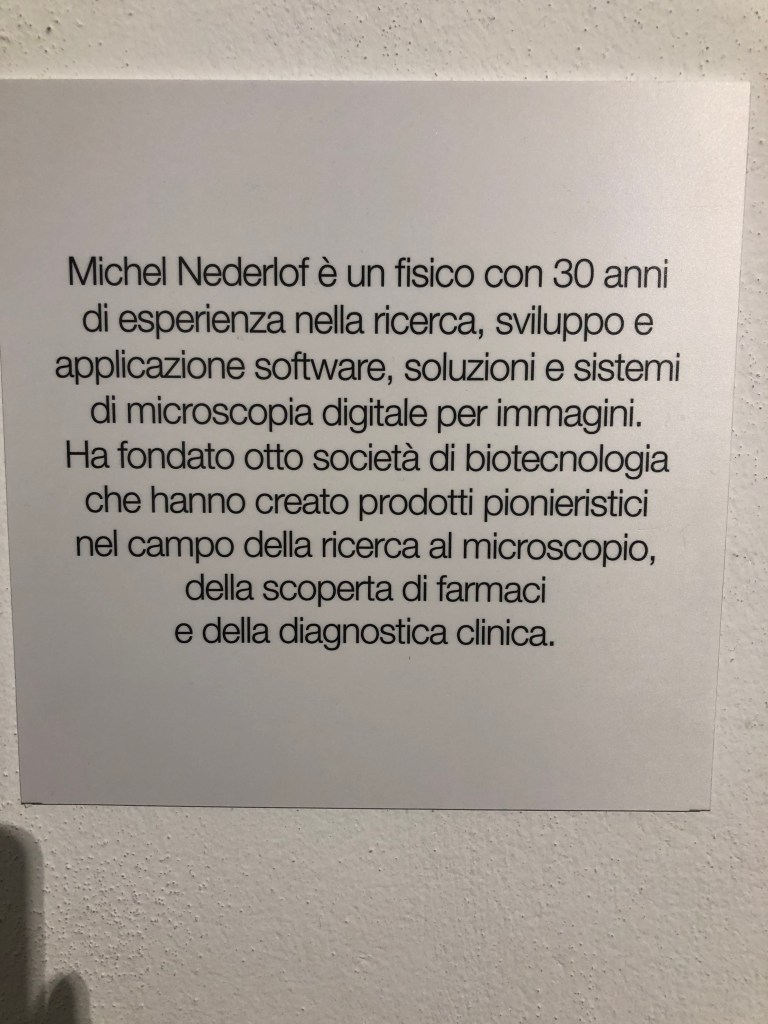 Michel Nederlof è un fisico con 30 anni
di esperienza nella ricerca, sviluppo e
applicazione software, soluzioni e sistemi
di microscopia digitale per immagini.
Ha fondato otto società di biotecnologia
che hanno creato prodotti pionieristici
nel campo della ricerca al microscopio,
della scoperta di farmaci
e della diagnostica clinica.